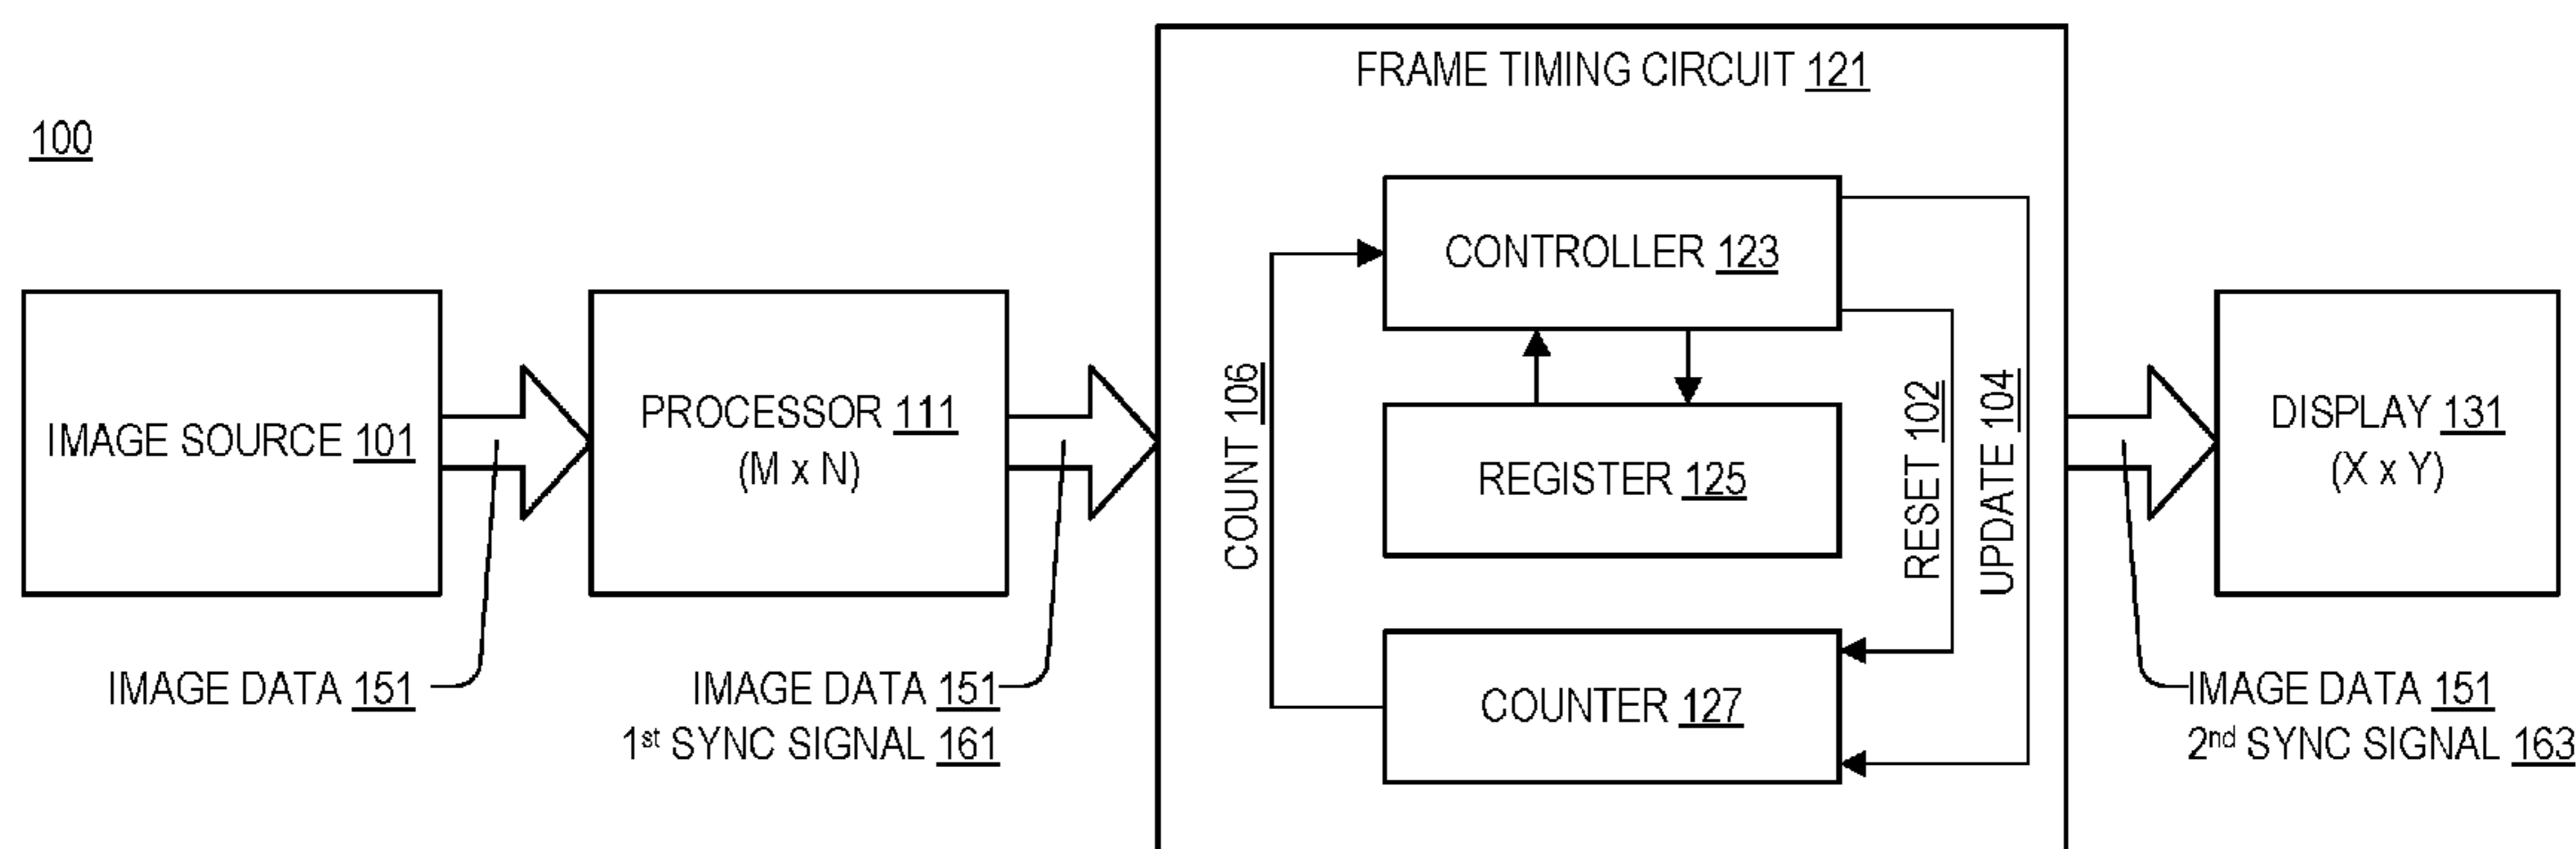 FRAME TIMING CIRCUIT 121
100
CONTROLLER 123
IMAGE SOURCE 101
PROCESSOR 111
(M x N)
COUNT 106
REGISTER 125
RESET 102
UPDATE 104
DISPLAY 131
(X x Y)
IMAGE DATA 151
IMAGE DATA 151
1st SYNC SIGNAL 161
COUNTER 127
IMAGE DATA 151
2nd SYNC SIGNAL 163